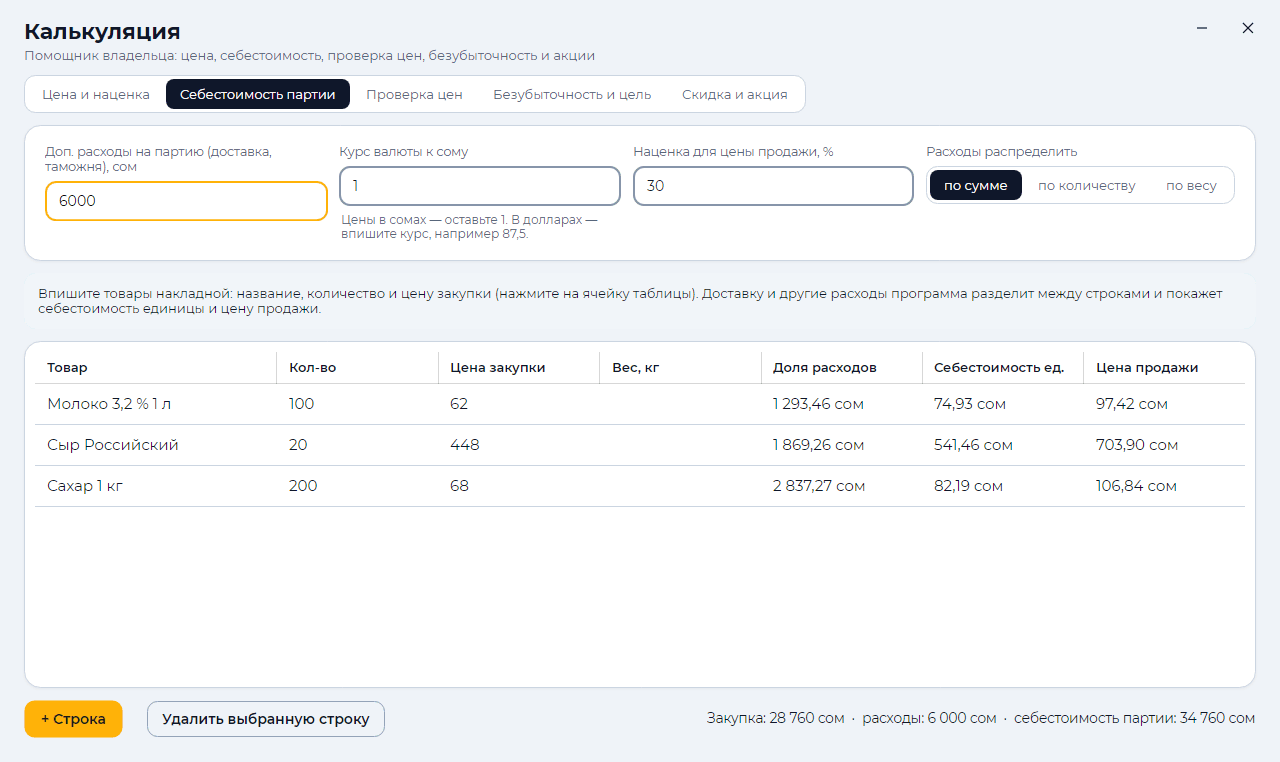 Калькуляция
Помощник владельца: цена, себестоимость, проверка цен, безубыточность и акции
Цена и наценка Себестоимость партии Проверка цен Безубыточность и цель Скидка и акция
Доп. расходы на партию (доставка, таможня), сом
6000
Курс валюты к сому
1
Цены в сомах — оставьте 1. В долларах —
впишите курс, например 87,5.
Наценка для цены продажи, %
30
Расходы распределить
по сумме по количеству по весу
Впишите товары накладной: название, количество и цену закупки (нажмите на ячейку таблицы). Доставку и другие расходы программа разделит между строками и покажет
себестоимость единицы и цену продажи.
Товар Кол-во Цена закупки Вес, кг Доля расходов Себестоимость ед. Цена продажи
Молоко 3,2 % 1 л 100 62 1 293,46 сом 74,93 сом 97,42 сом
Сыр Российский 20 448 1 869,26 сом 541,46 сом 703,90 сом
Сахар 1 кг 200 68 2 837,27 сом 82,19 сом 106,84 сом
+ Строка Удалить выбранную строку Закупка: 28 760 сом · расходы: 6 000 сом · себестоимость партии: 34 760 сом